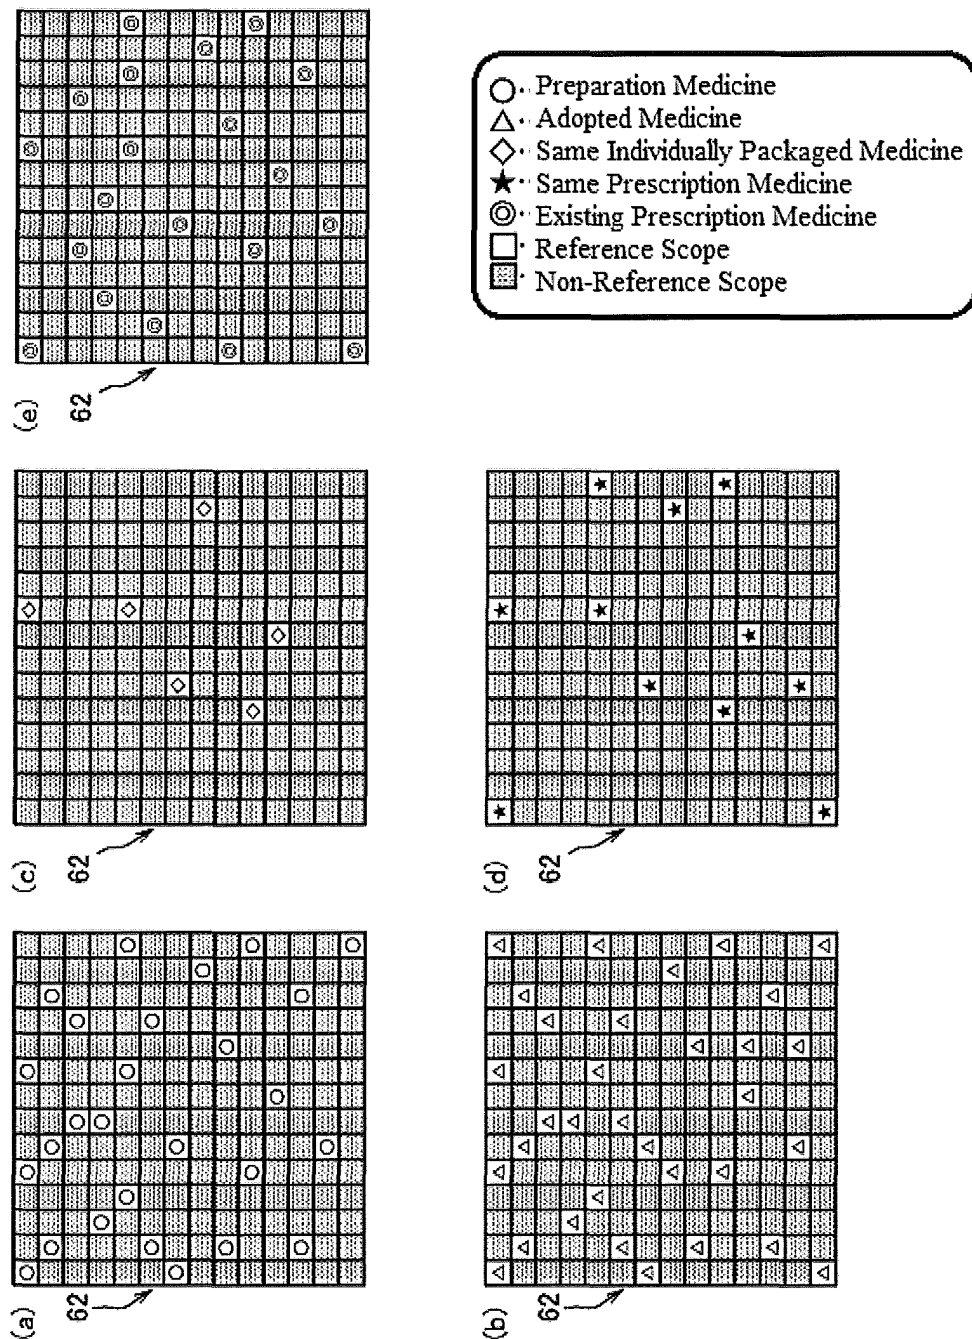 Preparation Medicine
Adopted Medicine
Same Individually Packaged Medicine
Same Prescription Medicine
Existing Prescription Medicine
Reference Scope
Non-Reference Scope
(e)
62
(c)
62
(d)
62
(a)
62
(b)
62